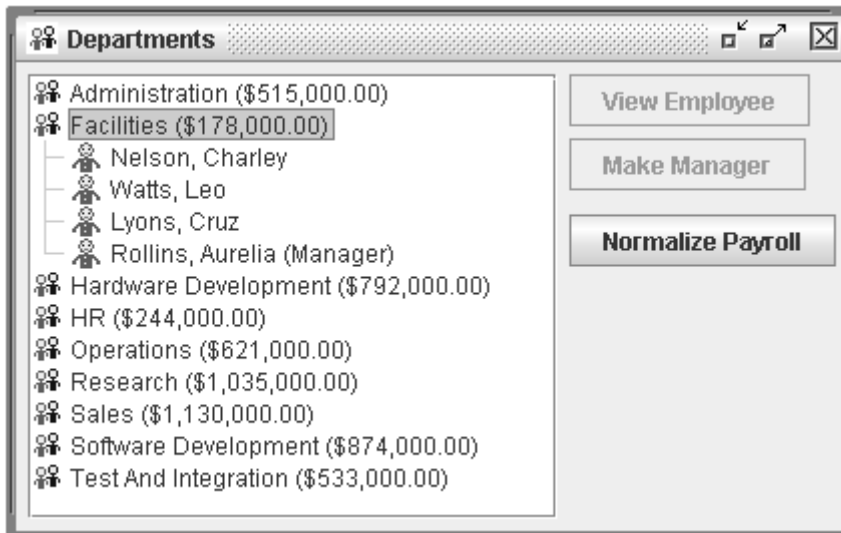 Departments
Administration ($515,000.00)
Facilities ($178,000.00)
Nelson, Charley
Watts, Leo
Lyons, Cruz
Rollins, Aurelia (Manager)
Hardware Development ($792,000.00)
HR ($244,000.00)
Operations ($621,000.00)
Research ($1,035,000.00)
Sales ($1,130,000.00)
Software Development ($874,000.00)
Test And Integration ($533,000.00)
View Employee
Make Manager
Normalize Payroll